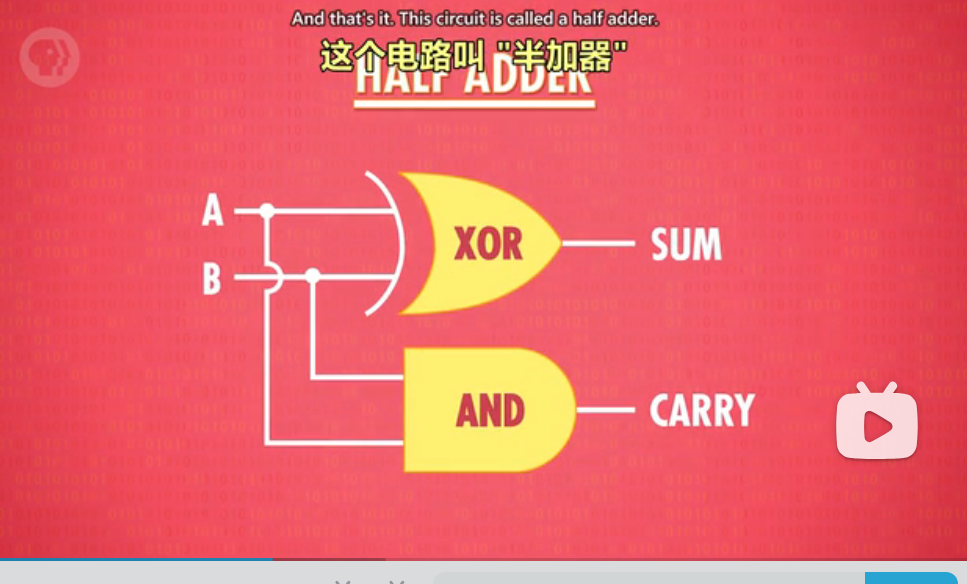 And that's it. This circuit is called a half adder.
这个电路叫 "半加器"
HALF ADDER
A
XOR
SUM
B
AND
CARRY